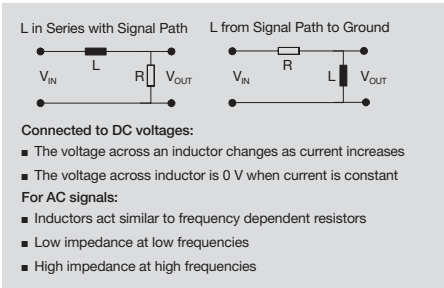 L in Series with Signal Path
L from Signal Path to Ground
L
R
V_IN
R
V_OUT
V_IN
L
V_OUT
Connected to DC voltages:
■ The voltage across an inductor changes as current increases
■ The voltage across inductor is 0 V when current is constant
For AC signals:
■ Inductors act similar to frequency dependent resistors
■ Low impedance at low frequencies
■ High impedance at high frequencies